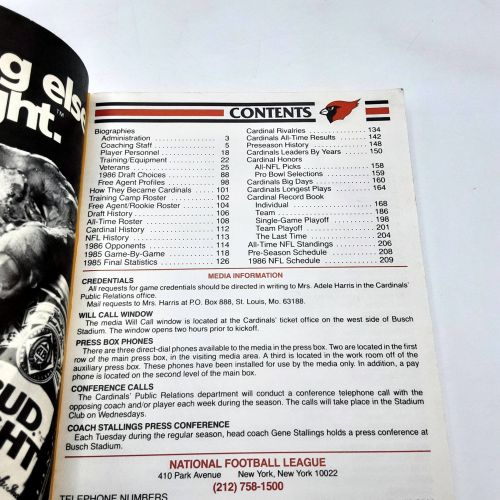 g else
ght.™
CONTENTS
Biographies
Administration 3
Coaching Staff 5
Player Personnel 18
Training/Equipment 22
Veterans 25
1986 Draft Choices 88
Free Agent Profiles 98
How They Became Cardinals 101
Training Camp Roster 102
Free Agent/Rookie Roster 104
Draft History 106
All-Time Roster 108
Cardinal History 112
NFL History 113
1986 Opponents 114
1985 Game-By-Game 118
1985 Final Statistics 126
Cardinal Rivalries 134
Cardinals All-Time Results 142
Preseason History 148
Cardinals Leaders By Years 150
Cardinal Honors
All-NFL Picks 158
Pro Bowl Selections 159
Cardinals Big Days 160
Cardinals Longest Plays 164
Cardinal Record Book
Individual 168
Team 186
Single-Game Playoff 198
Team Playoff 201
The Last Time 204
All-Time NFL Standings 206
Pre-Season Schedule 208
1986 NFL Schedule 209
MEDIA INFORMATION
CREDENTIALS
All requests for game credentials should be directed in writing to Mrs. Adele Harris in the Cardinals'
Public Relations office.
Mail requests to Mrs. Harris at P.O. Box 888, St. Louis, Mo. 63188.
WILL CALL WINDOW
The media Will Call window is located at the Cardinals' ticket office on the west side of Busch
Stadium. The window opens two hours prior to kickoff.
PRESS BOX PHONES
There are three direct-dial phones available to the media in the press box. Two are located in the first
row of the main press box, in the visiting media area. A third is located in the work room off of the
auxiliary press box. These phones have been installed for use by the media only. In addition, a pay
phone is located on the second level of the main box.
CONFERENCE CALLS
The Cardinals' Public Relations department will conduct a conference telephone call with the
opposing coach and/or player each week during the season. The calls will take place in the Stadium
Club on Wednesdays.
COACH STALLINGS PRESS CONFERENCE
Each Tuesday during the regular season, head coach Gene Stallings holds a press conference at
Busch Stadium.
NATIONAL FOOTBALL LEAGUE
410 Park Avenue New York, New York 10022
(212) 758-1500
TELEPHONE NUMBERS
BUD
GHT